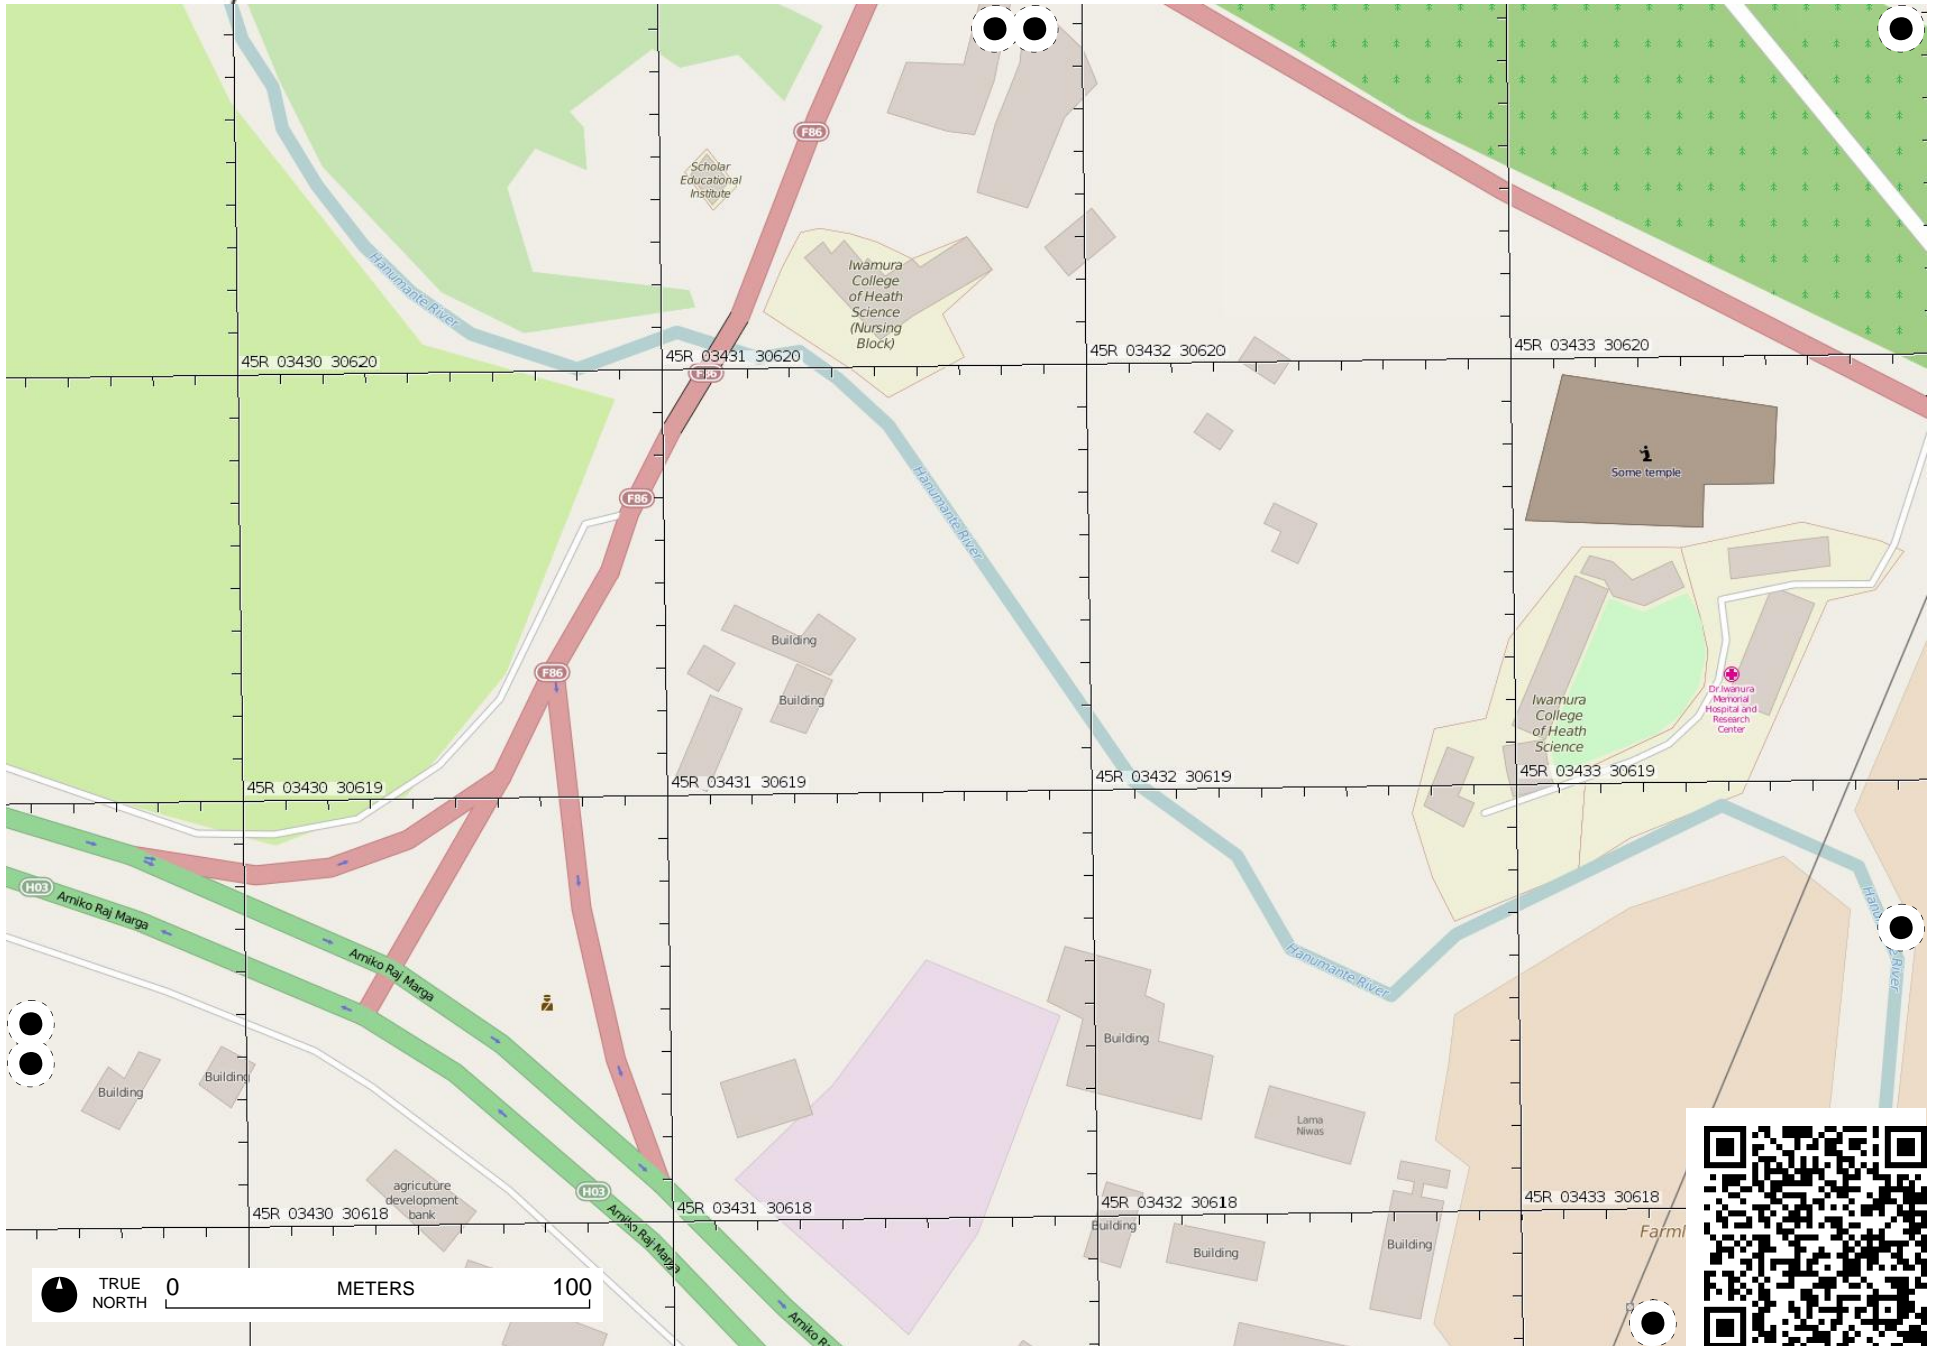 F86
Scholar
Educational
Institute
Hanumante River
Iwamura
College
of Heath
Science
(Nursing
Block)
45R 03430 30620
45R 03431 30620
45R 03432 30620
45R 03433 30620
F86
Some temple
F86
Hanumante River
Building
F86
Building
Iwamura
College
of Heath
Science
Dr.Iwanura
Memorial
Hospital and
Research
Center
45R 03430 30619
45R 03431 30619
45R 03432 30619
45R 03433 30619
H03
Arniko Raj Marga
Arniko Raj Marga
Hanumante River
River
Building
Building
Building
Lama
Niwas
agricuture
development
bank
H03
45R 03430 30618
45R 03431 30618
45R 03432 30618
45R 03433 30618
Arniko Raj Marga
Building
Building
Building
TRUE
NORTH
0 METERS 100
Arniko